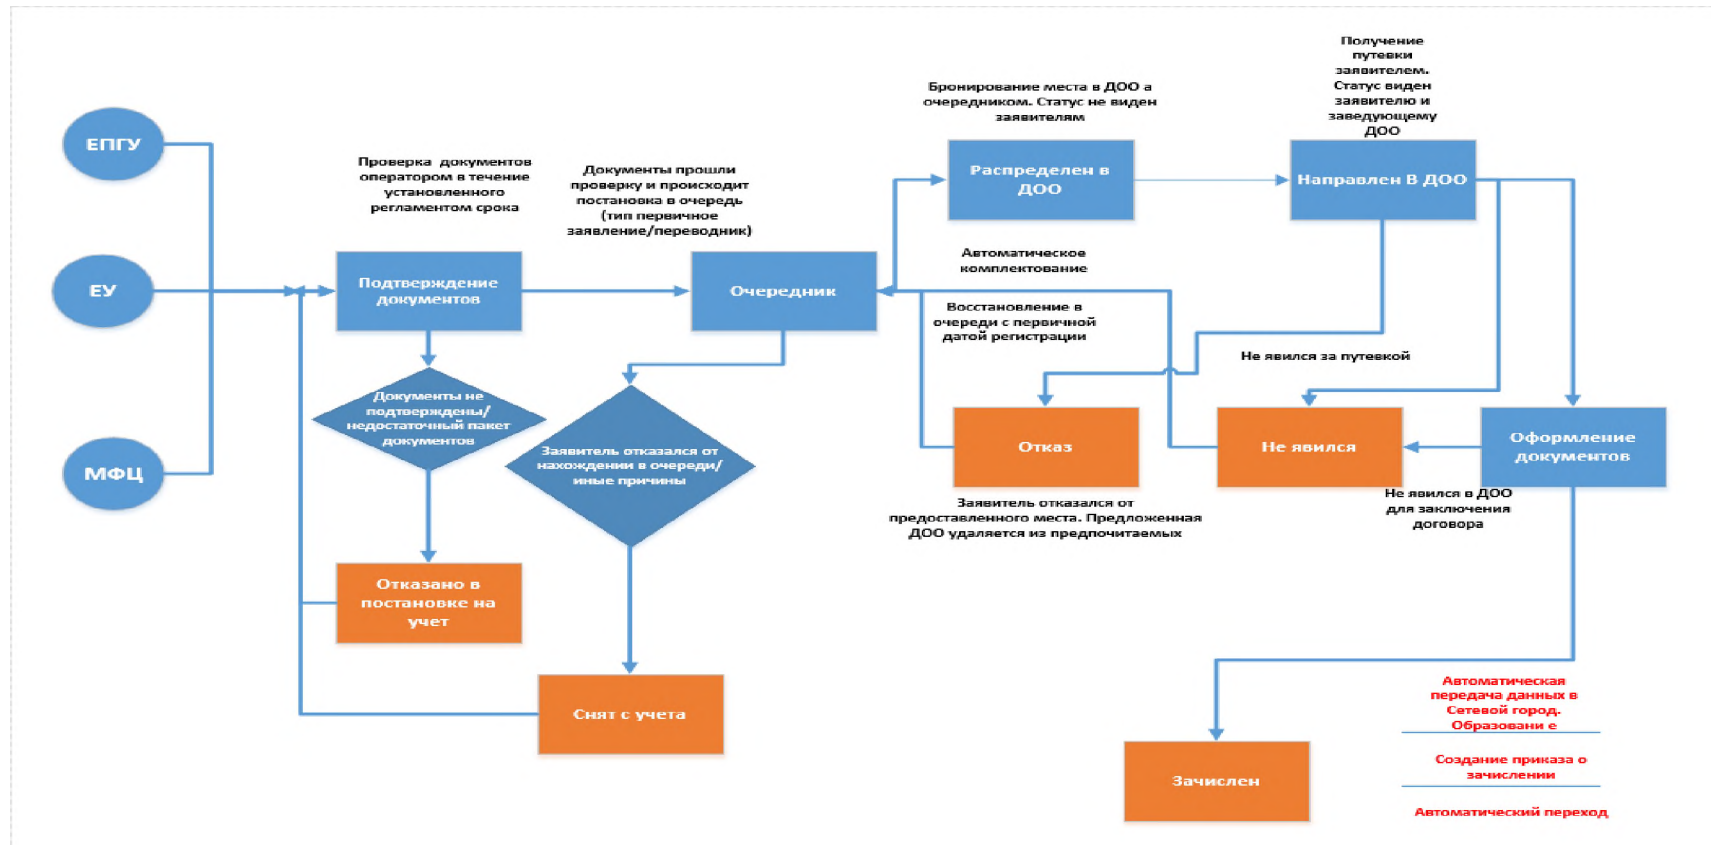 ЕПГУ
ЕУ
МФЦ
Проверка документов
оператором в течение
установленного
регламентом срока
Подтверждение
документов
Документы не
подтверждены/
недостаточный пакет
документов
Отказано в
постановке на
учет
Документы прошли
проверку и происходит
постановка в очередь
(тип первичное
заявление/переводник)
Очередник
Заявитель отказался от
нахождении в очереди/
иные причины
Снят с учета
Бронирование места в ДОО а
очередником. Статус не виден
заявителям
Распределен в
ДОО
Автоматическое
комплектование
Восстановление в
очереди с первичной
датой регистрации
Отказ
Заявитель отказался от
предоставленного места. Предложенная
ДОО удаляется из предпочитаемых
Получение
путевки
заявителем.
Статус виден
заявителю и
заведующему
ДОО
Направлен В ДОО
Не явился за путевкой
Не явился
Оформление
документов
Не явился в ДОО
для заключения
договора
Зачислен
Автоматическая
передача данных в
Сетевой город.
Образовани е
Создание приказа о
зачислении
Автоматический переход